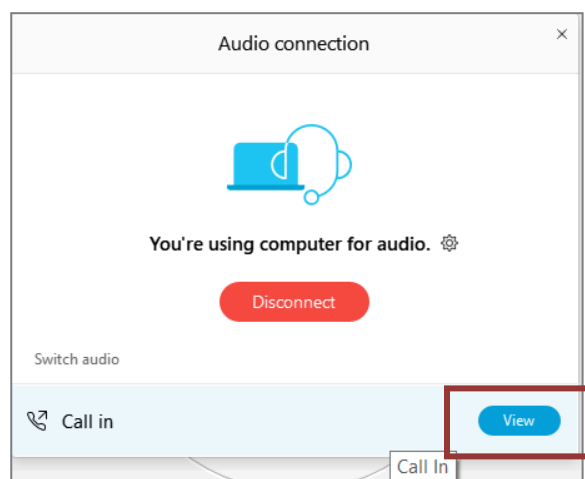 Audio connection
You're using computer for audio.
Disconnect
Switch audio
Call in
View
Call In